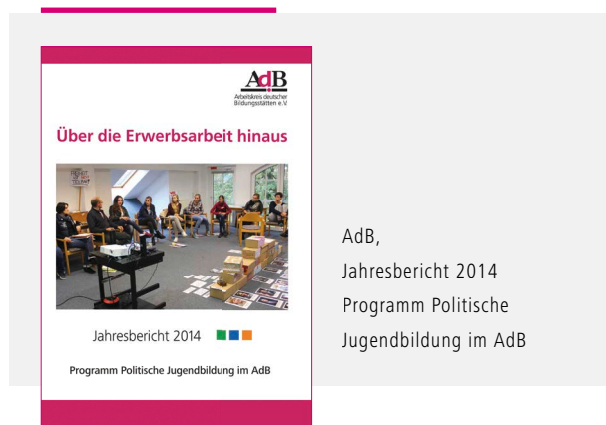 AdB
Arbeitskreis deutscher
Bildungsstätten e.V.
Über die Erwerbsarbeit hinaus
Jahresbericht 2014
Programm Politische Jugendbildung im AdB
AdB,
Jahresbericht 2014
Programm Politische
Jugendbildung im AdB